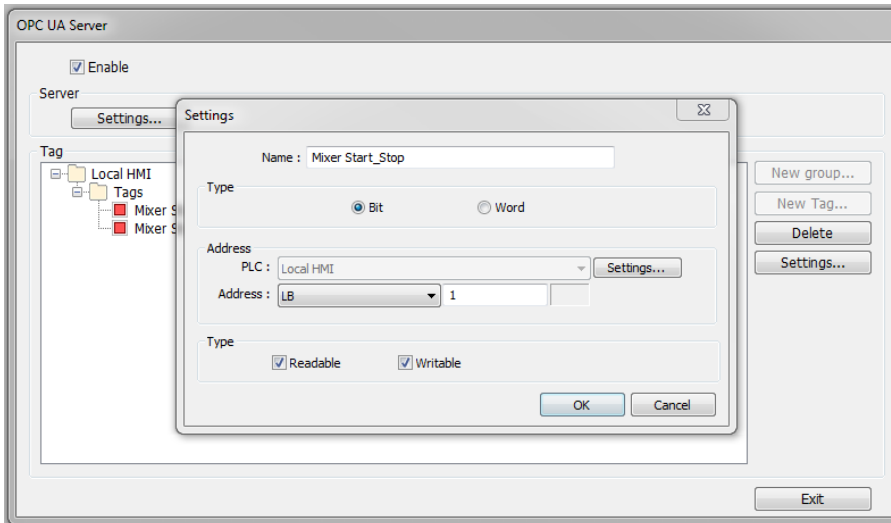 OPC UA Server
Enable
Server
Settings...
Tag
Local HMI
Tags
Mixer S
Mixer S
New group...
New Tag...
Delete
Settings...
Exit
Settings
Name : Mixer Start_Stop
Type
Bit Word
Address
PLC : Local HMI Settings...
Address : LB 1
Type
Readable Writable
OK Cancel